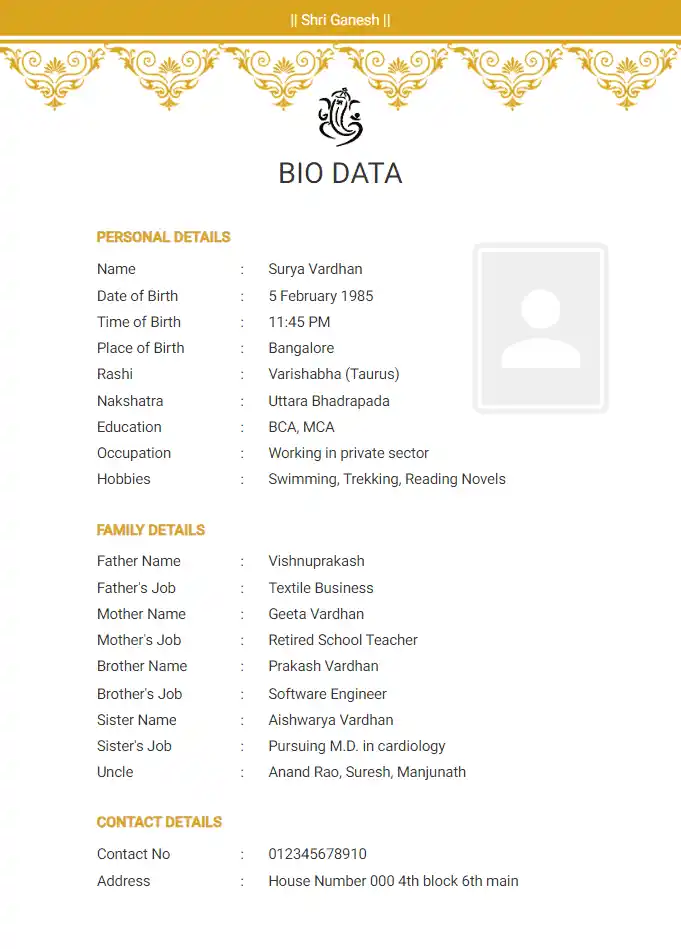 || Shri Ganesh ||
BIO DATA
PERSONAL DETAILS
Name : Surya Vardhan
Date of Birth : 5 February 1985
Time of Birth : 11:45 PM
Place of Birth : Bangalore
Rashi : Varishabha (Taurus)
Nakshatra : Uttara Bhadrapada
Education : BCA, MCA
Occupation : Working in private sector
Hobbies : Swimming, Trekking, Reading Novels
FAMILY DETAILS
Father Name : Vishnuprakash
Father's Job : Textile Business
Mother Name : Geeta Vardhan
Mother's Job : Retired School Teacher
Brother Name : Prakash Vardhan
Brother's Job : Software Engineer
Sister Name : Aishwarya Vardhan
Sister's Job : Pursuing M.D. in cardiology
Uncle : Anand Rao, Suresh, Manjunath
CONTACT DETAILS
Contact No : 012345678910
Address : House Number 000 4th block 6th main